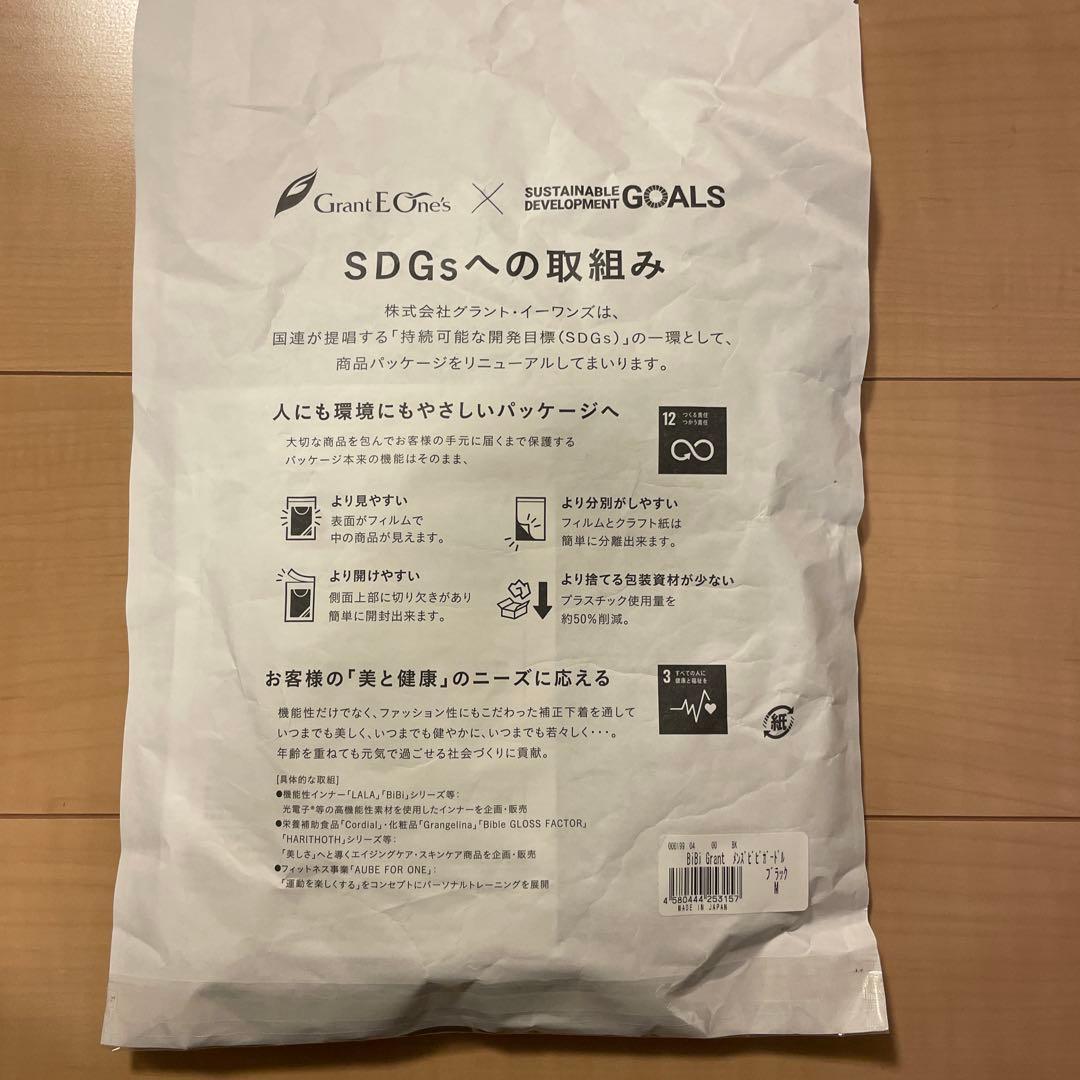 Grant E One's × SUSTAINABLE DEVELOPMENT GOALS
SDGsへの取組み
株式会社グラント・イーワンズは、
国連が提唱する「持続可能な開発目標(SDGs)」の一環として、
商品パッケージをリニューアルしてまいります。
人にも環境にもやさしいパッケージへ
12 つくる責任
つかう責任
大切な商品を包んでお客様の手元に届くまで保護する
パッケージ本来の機能はそのまま、
より見やすい
表面がフィルムで
中の商品が見えます。
より分別がしやすい
フィルムとクラフト紙は
簡単に分離出来ます。
より開けやすい
側面上部に切り欠きがあり
簡単に開封出来ます。
より捨てる包装資材が少ない
プラスチック使用量を
約50%削減。
お客様の「美と健康」のニーズに応える
3 すべての人に
健康と福祉を
機能性だけでなく、ファッション性にもこだわった補正下着を通して
いつまでも美しく、いつまでも健やかに、いつまでも若々しく・・・。
年齢を重ねても元気で過ごせる社会づくりに貢献。
紙
[具体的な取組]
●機能性インナー「LALA」「BiBi」シリーズ等：
光電子®等の高機能性素材を使用したインナーを企画・販売
●栄養補助食品「Cordial」・化粧品「Grangelina」「Bible GLOSS FACTOR」
「HARITHOTH」シリーズ等：
「美しさ」へと導くエイジングケア・スキンケア商品を企画・販売
●フィットネス事業「AUBE FOR ONE」：
「運動を楽しくする」をコンセプトにパーソナルトレーニングを展開
000199 04 00 BK
BiBi Grant ﾒﾝｽﾞﾋﾞﾋﾞｶﾞｰﾄﾞﾙ
ﾌﾞﾗｯｸ
M
4 580444 253157
MADE IN JAPAN